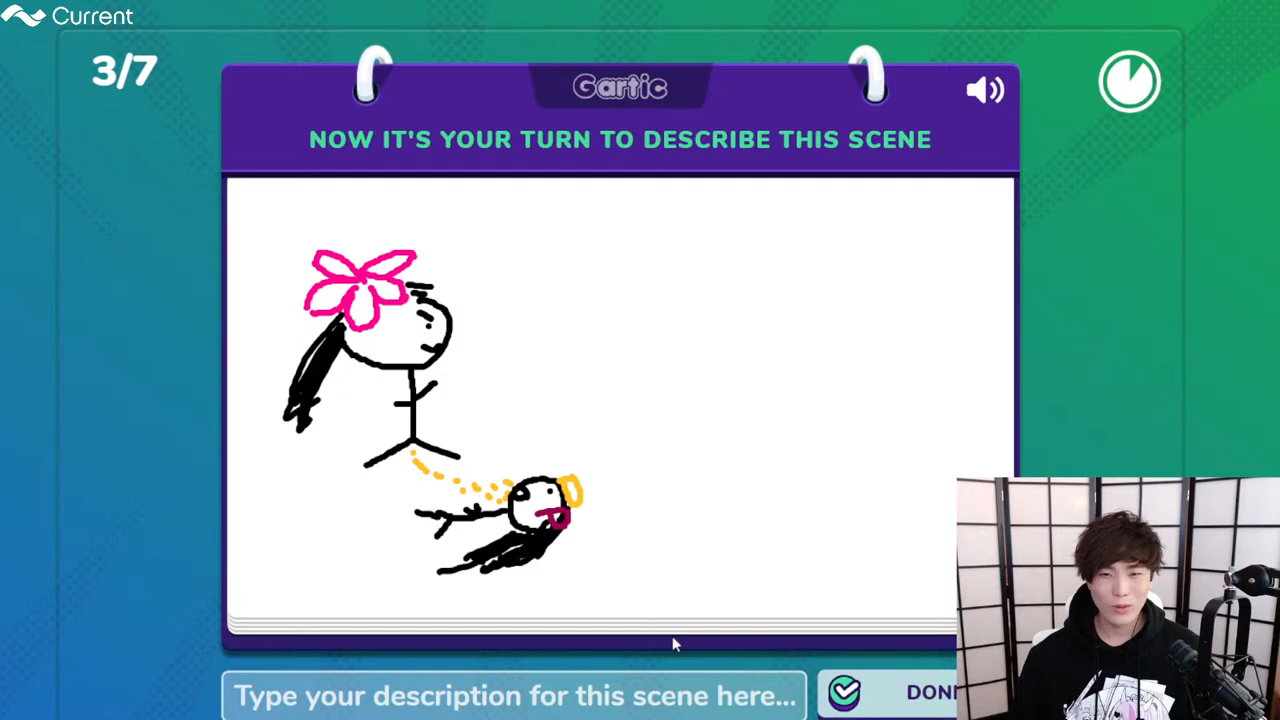 Current
3/7
Gartic
NOW IT'S YOUR TURN TO DESCRIBE THIS SCENE
Type your description for this scene here...